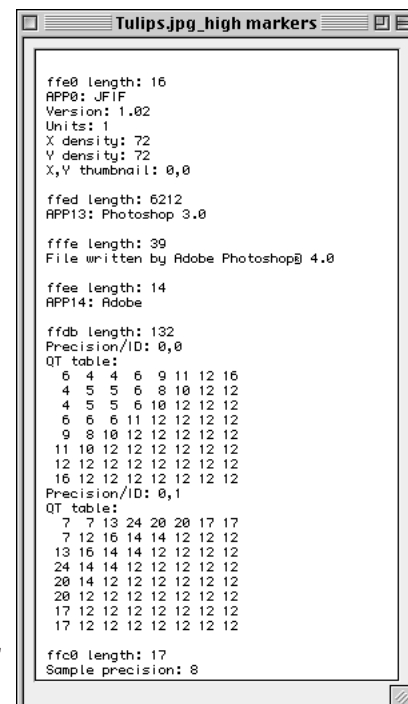 Tulips.jpg_high markers
ffe0 length: 16
APP0: JFIF
Version: 1.02
Units: 1
X density: 72
Y density: 72
X,Y thumbnail: 0,0
ffed length: 6212
APP13: Photoshop 3.0
fffe length: 39
File written by Adobe Photoshop® 4.0
ffee length: 14
APP14: Adobe
ffdb length: 132
Precision/ID: 0,0
QT table:
6 4 4 6 9 11 12 16
4 5 5 6 8 10 12 12
4 5 5 6 10 12 12 12
6 6 6 11 12 12 12 12
9 8 10 12 12 12 12 12
11 10 12 12 12 12 12 12
12 12 12 12 12 12 12 12
16 12 12 12 12 12 12 12
Precision/ID: 0,1
QT table:
7 7 13 24 20 20 17 17
7 12 16 14 14 12 12 12
13 16 14 14 12 12 12 12
24 14 14 12 12 12 12 12
20 14 12 12 12 12 12 12
20 12 12 12 12 12 12 12
17 12 12 12 12 12 12 12
17 12 12 12 12 12 12 12
ffc0 length: 17
Sample precision: 8